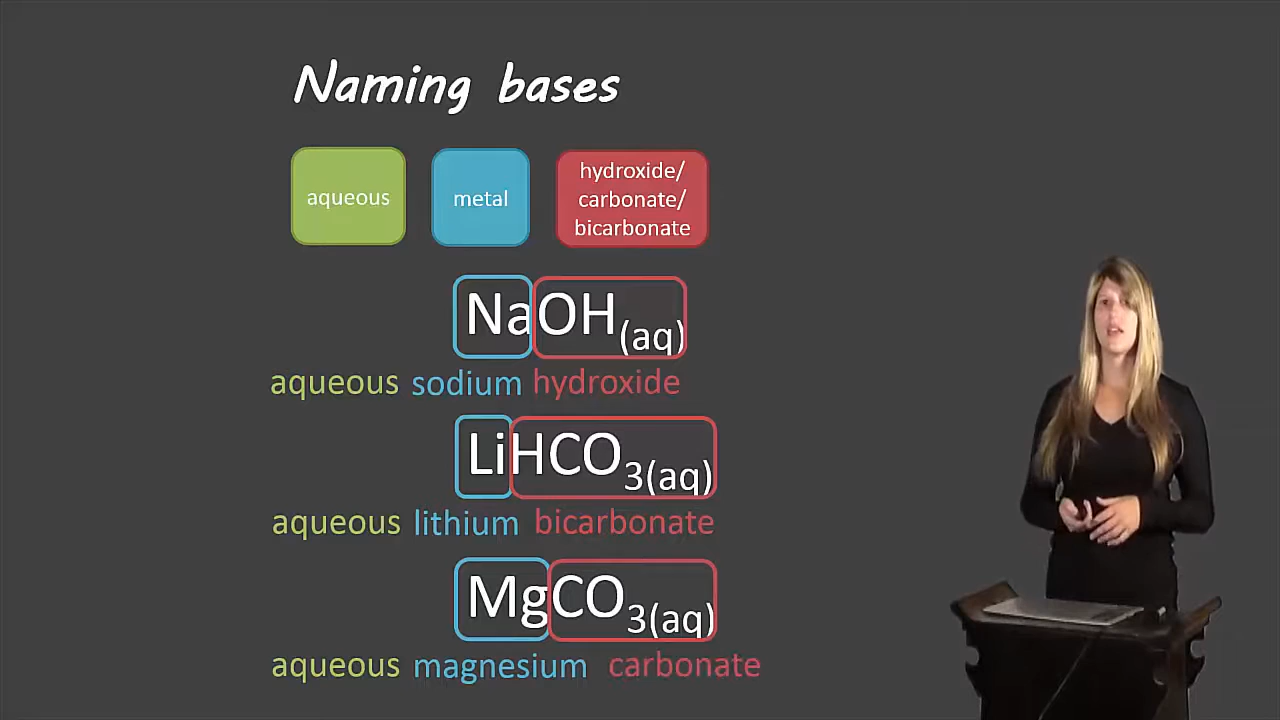 Naming bases
aqueous
metal
hydroxide/
carbonate/
bicarbonate
NaOH(aq)
aqueous sodium hydroxide
LiHCO3(aq)
aqueous lithium bicarbonate
MgCO3(aq)
aqueous magnesium carbonate